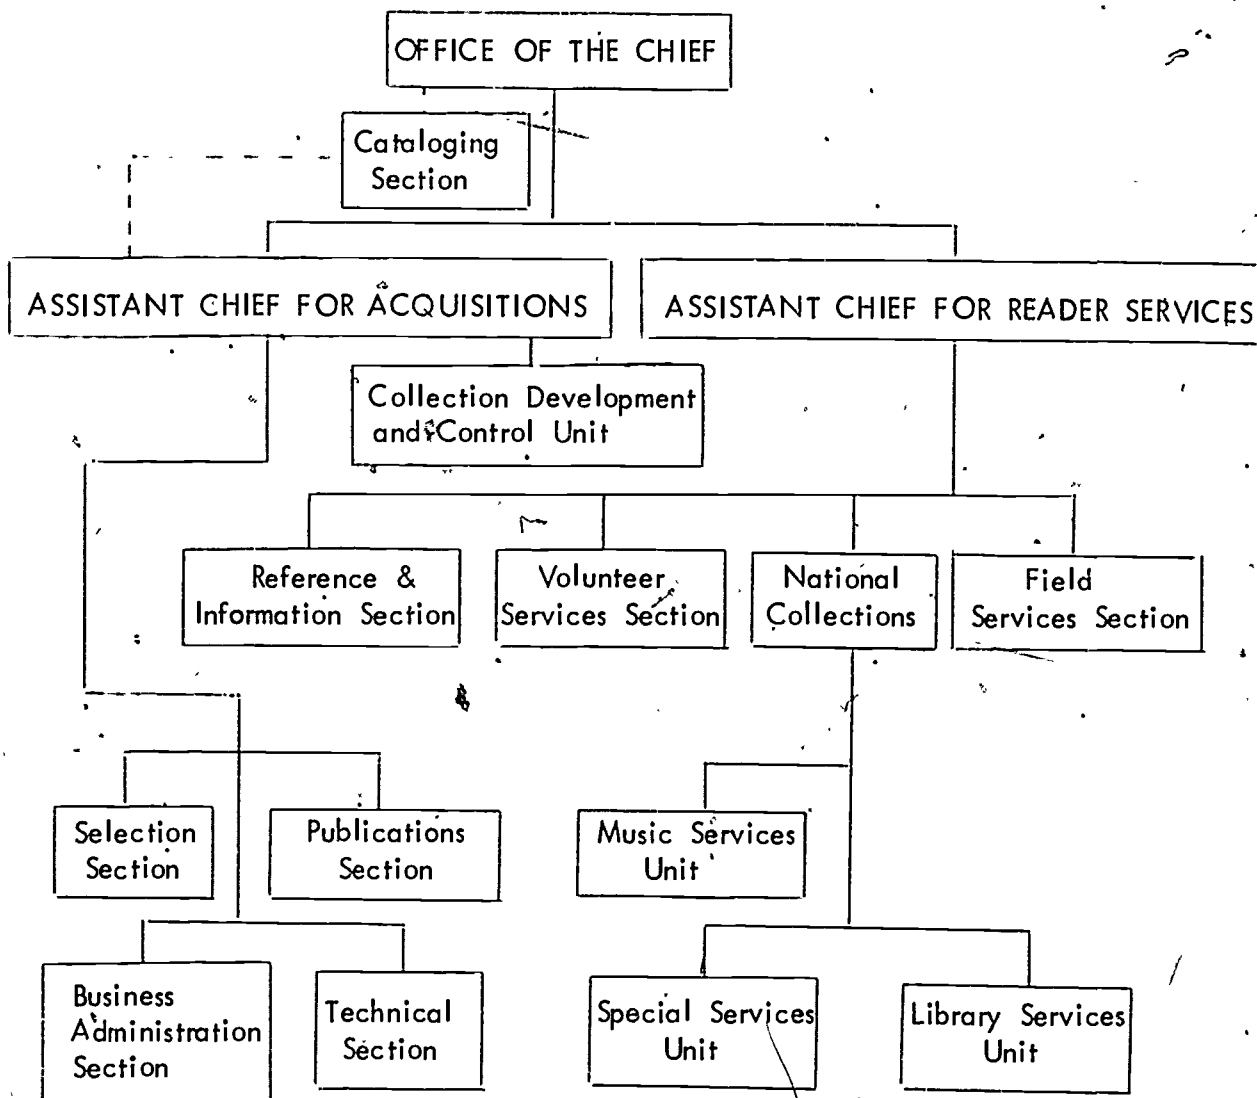 OFFICE OF THE CHIEF
Cataloging
Section
ASSISTANT CHIEF FOR ACQUISITIONS
ASSISTANT CHIEF FOR READER SERVICES
Collection Development
and Control Unit
Reference &
Information Section
Volunteer
Services Section
National
Collections
Field
Services Section
Selection
Section
Publications
Section
Music Services
Unit
Business
Administration
Section
Technical
Section
Special Services
Unit
Library Services
Unit